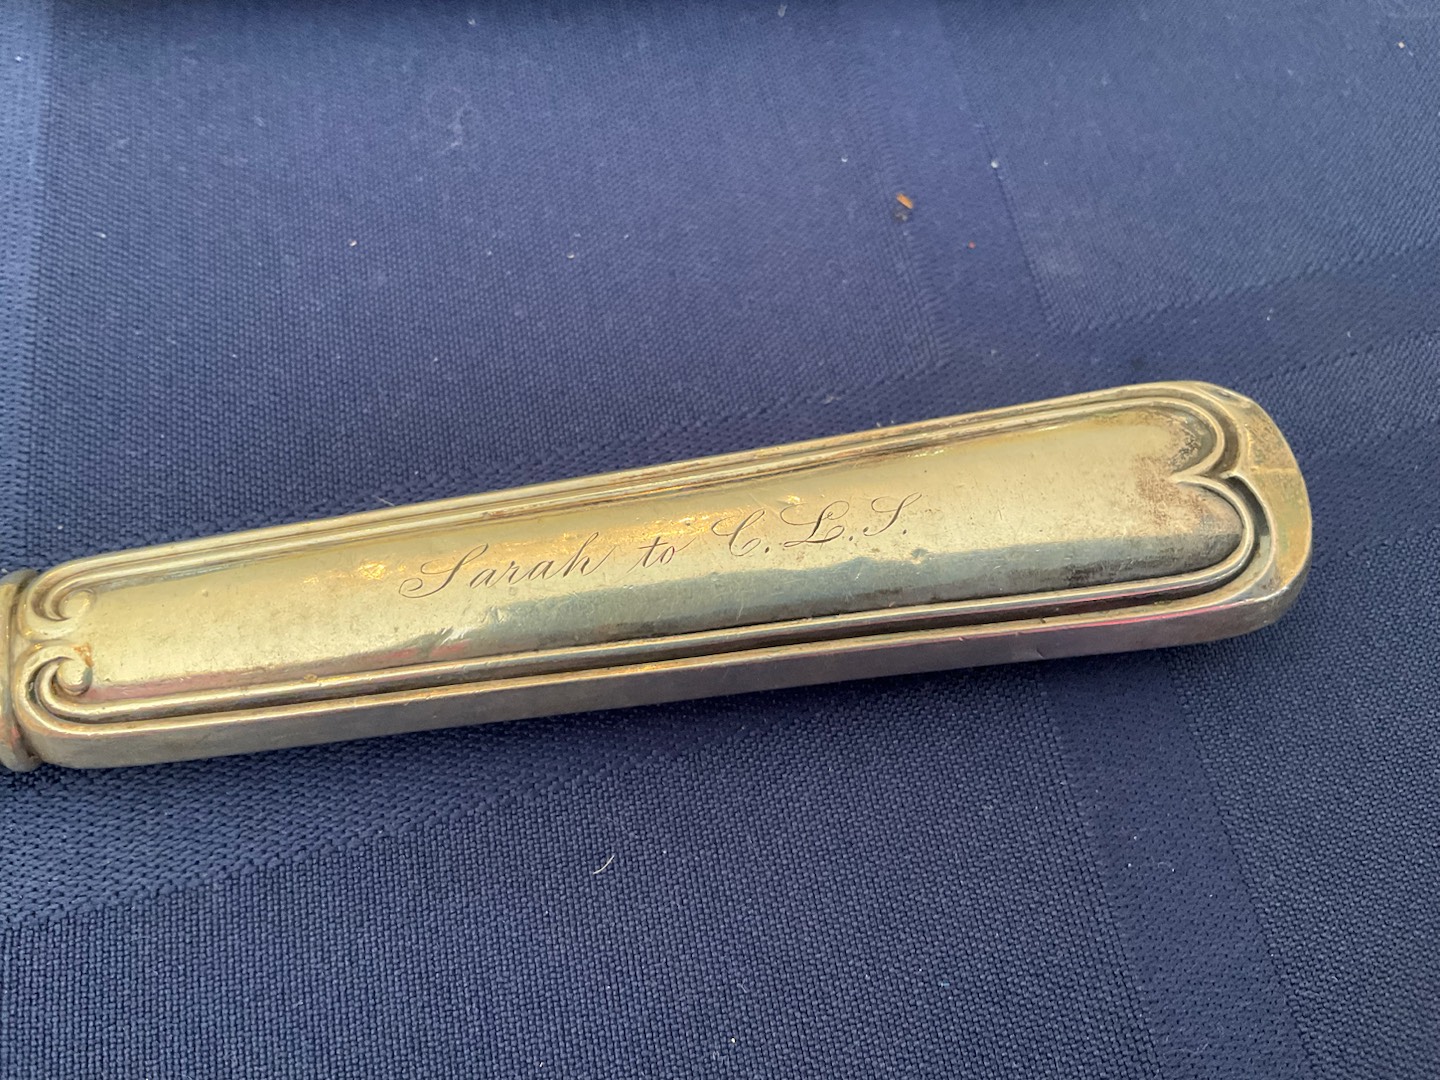 Sarah to C. L. S.